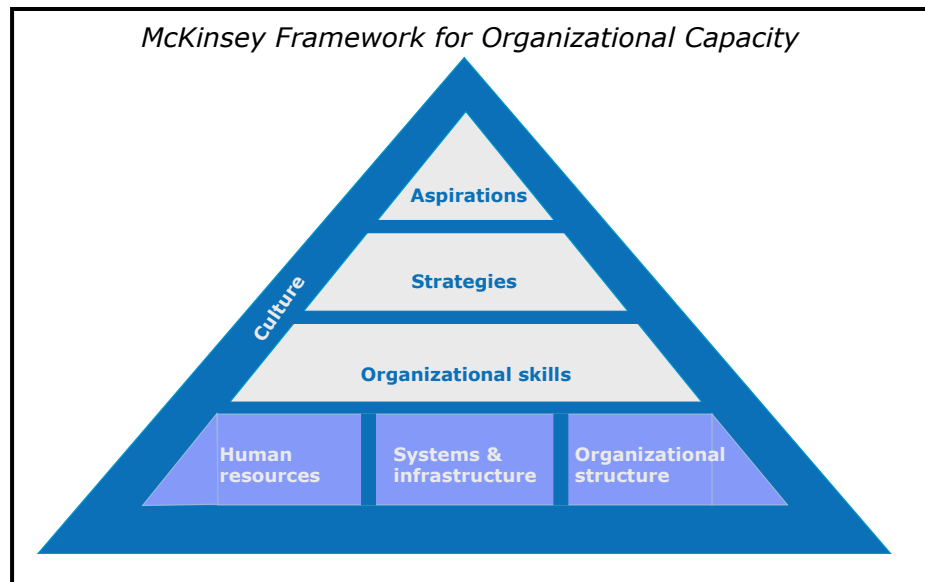 McKinsey Framework for Organizational Capacity
Aspirations
Strategies
Culture
Organizational skills
Human
resources
Systems &
infrastructure
Organizational
structure